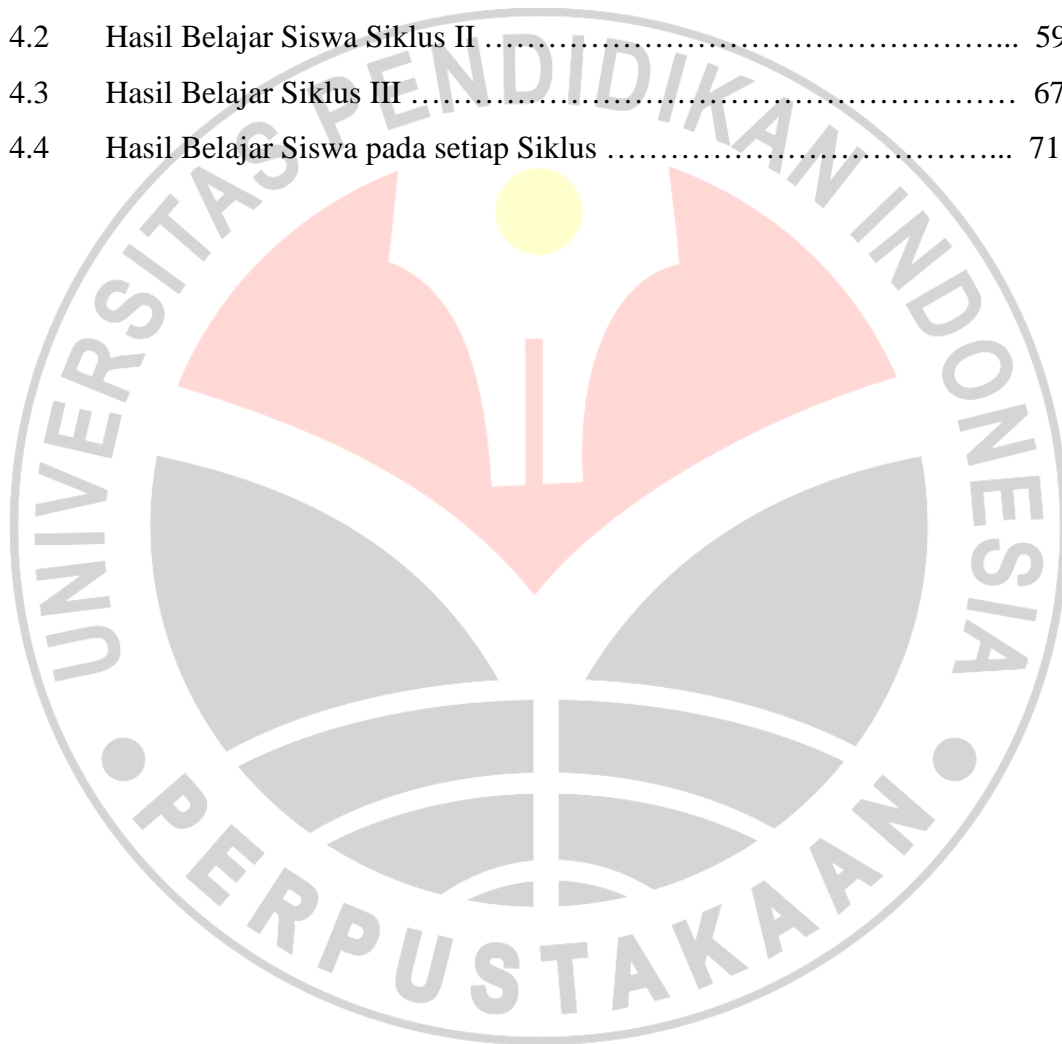 4.2 Hasil Belajar Siswa Siklus II …………………………………………... 59
4.3 Hasil Belajar Siklus III ………………………………………………… 67
4.4 Hasil Belajar Siswa pada setiap Siklus ………………………………... 71
UNIVERSITAS PENDIDIKAN INDONESIA
• PERPUSTAKAAN •